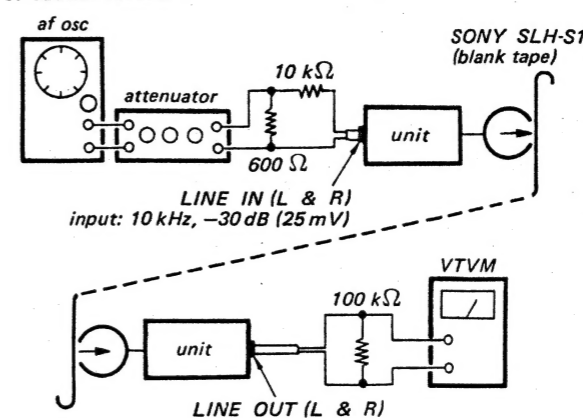 af osc
attenuator
10 kΩ
600 Ω
LINE IN (L & R)
input: 10 kHz, −30 dB (25 mV)
unit
SONY SLH-S1
(blank tape)
unit
LINE OUT (L & R)
100 kΩ
VTVM